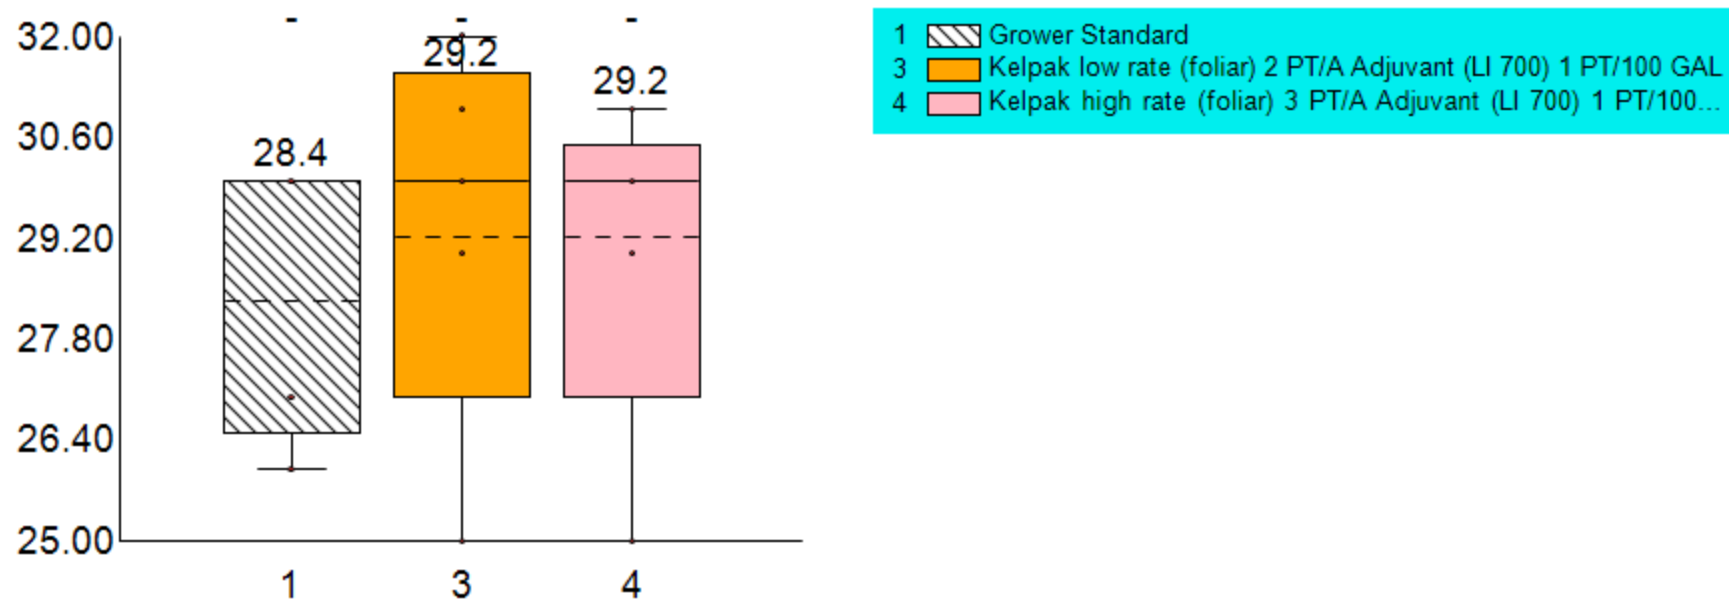 - - -
32.00
30.60
29.20
27.80
26.40
25.00
28.4
29.2
29.2
1 3 4
1 Grower Standard
3 Kelpak low rate (foliar) 2 PT/A Adjuvant (LI 700) 1 PT/100 GAL
4 Kelpak high rate (foliar) 3 PT/A Adjuvant (LI 700) 1 PT/100...